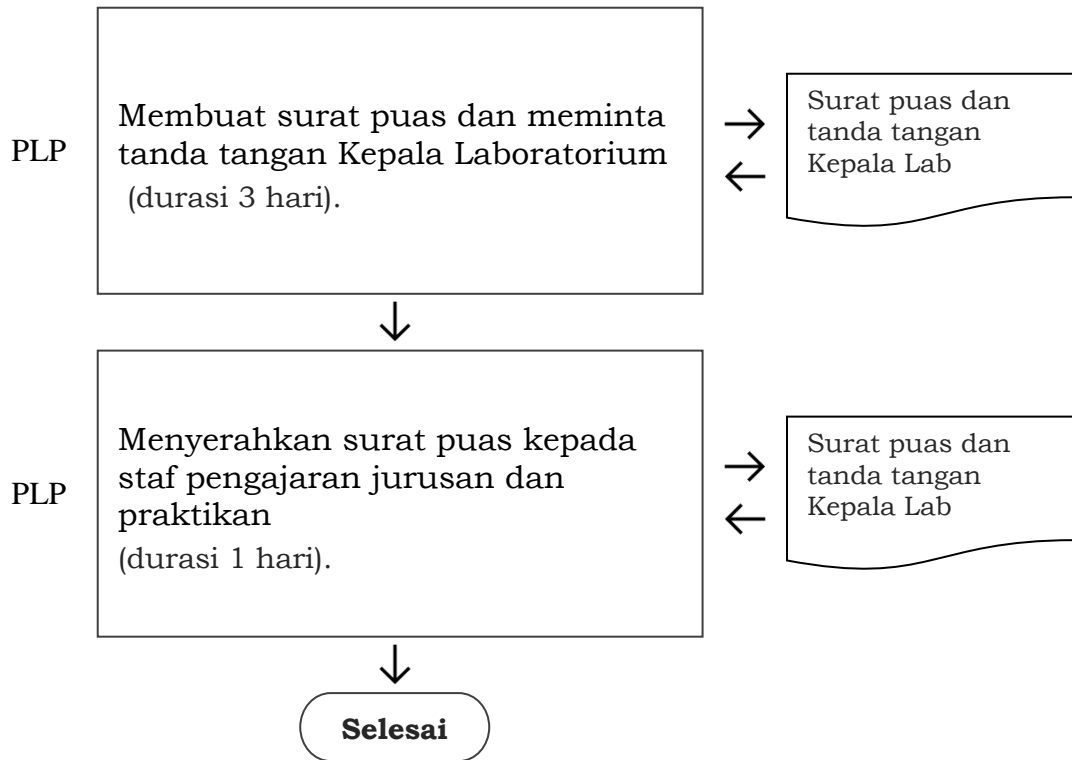 PLP
Membuat surat puas dan meminta
tanda tangan Kepala Laboratorium
(durasi 3 hari).
Surat puas dan
tanda tangan
Kepala Lab
PLP
Menyerahkan surat puas kepada
staf pengajaran jurusan dan
praktikan
(durasi 1 hari).
Surat puas dan
tanda tangan
Kepala Lab
Selesai